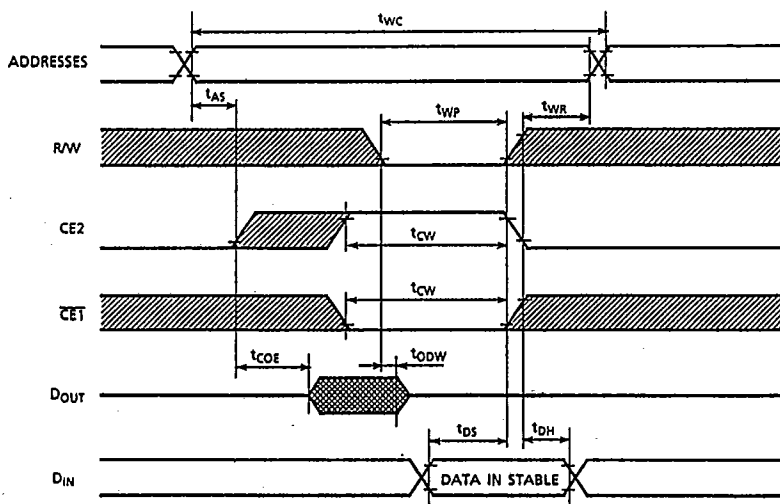 tWC
ADDRESSES
tAS
tWP
tWR
R/W
CE2
tCW
tCW
CE1
tCOE
tODW
DOUT
tDS
tDH
DIN
DATA IN STABLE